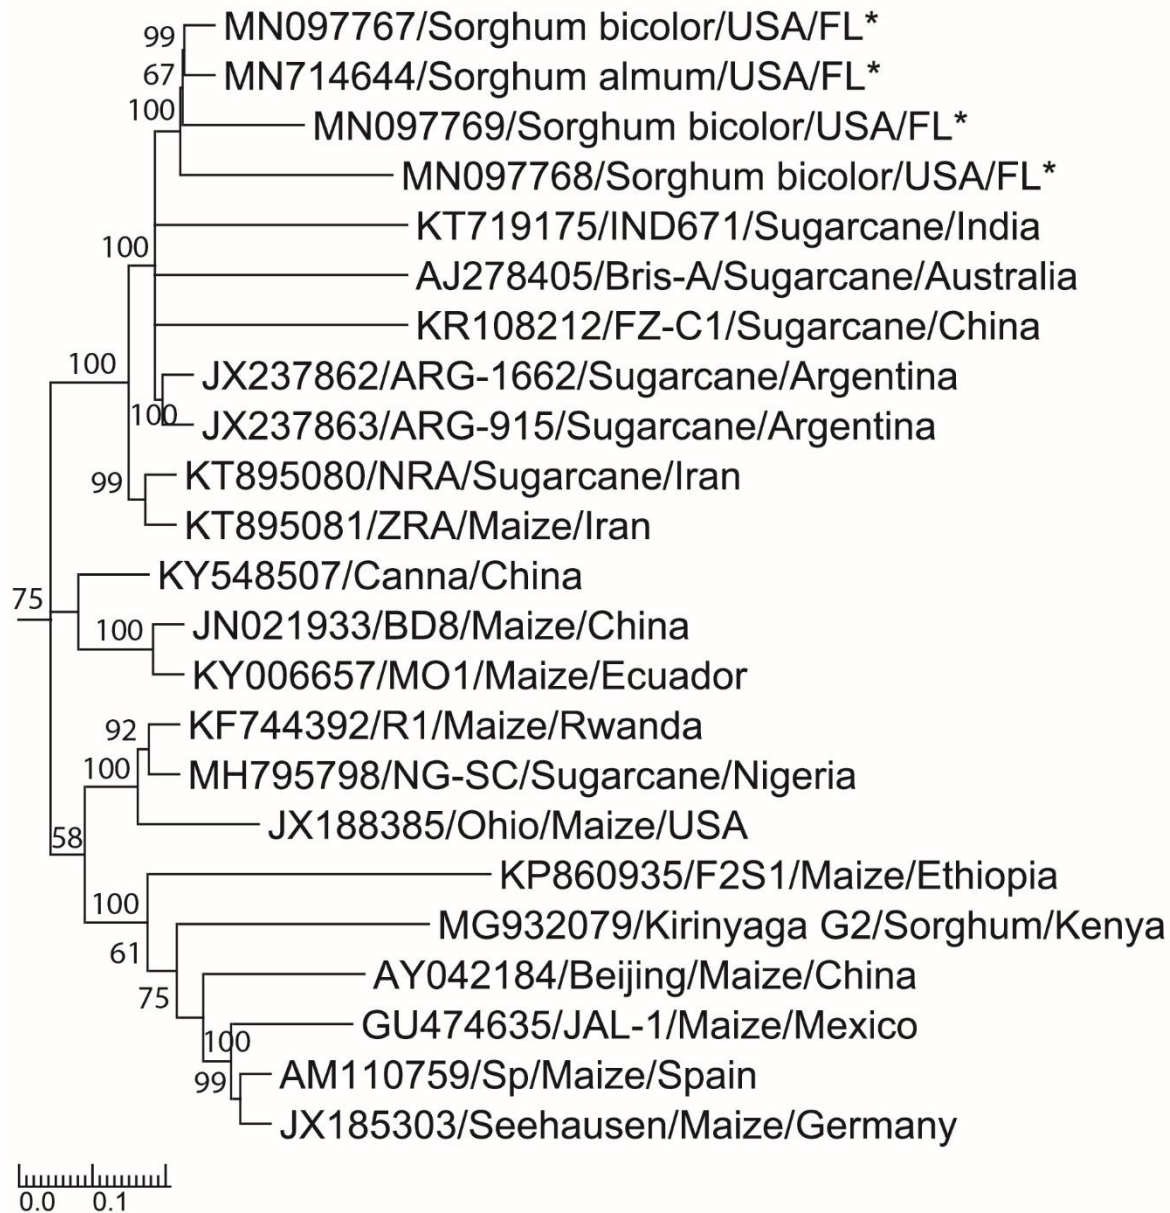 99
MN097767/Sorghum bicolor/USA/FL*
67
MN714644/Sorghum almum/USA/FL*
100
MN097769/Sorghum bicolor/USA/FL*
MN097768/Sorghum bicolor/USA/FL*
KT719175/IND671/Sugarcane/India
100
AJ278405/Bris-A/Sugarcane/Australia
KR108212/FZ-C1/Sugarcane/China
100
JX237862/ARG-1662/Sugarcane/Argentina
100
JX237863/ARG-915/Sugarcane/Argentina
99
KT895080/NRA/Sugarcane/Iran
KT895081/ZRA/Maize/Iran
KY548507/Canna/China
75
100
JN021933/BD8/Maize/China
KY006657/MO1/Maize/Ecuador
92
KF744392/R1/Maize/Rwanda
100
MH795798/NG-SC/Sugarcane/Nigeria
JX188385/Ohio/Maize/USA
58
KP860935/F2S1/Maize/Ethiopia
100
MG932079/Kirinyaga G2/Sorghum/Kenya
61
AY042184/Beijing/Maize/China
75
GU474635/JAL-1/Maize/Mexico
100
99
AM110759/Sp/Maize/Spain
JX185303/Seehausen/Maize/Germany
0.0 0.1